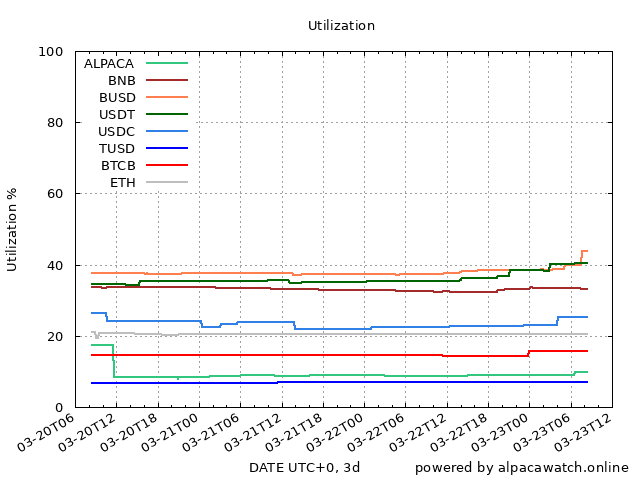 Utilization
ALPACA
BNB
BUSD
USDT
USDC
TUSD
BTCB
ETH
Utilization %
100
80
60
40
20
0
03-20T06
03-20T12
03-20T18
03-21T00
03-21T06
03-21T12
03-21T18
03-22T00
03-22T06
03-22T12
03-22T18
03-23T00
03-23T06
03-23T12
DATE UTC+0, 3d
powered by alpacawatch.online